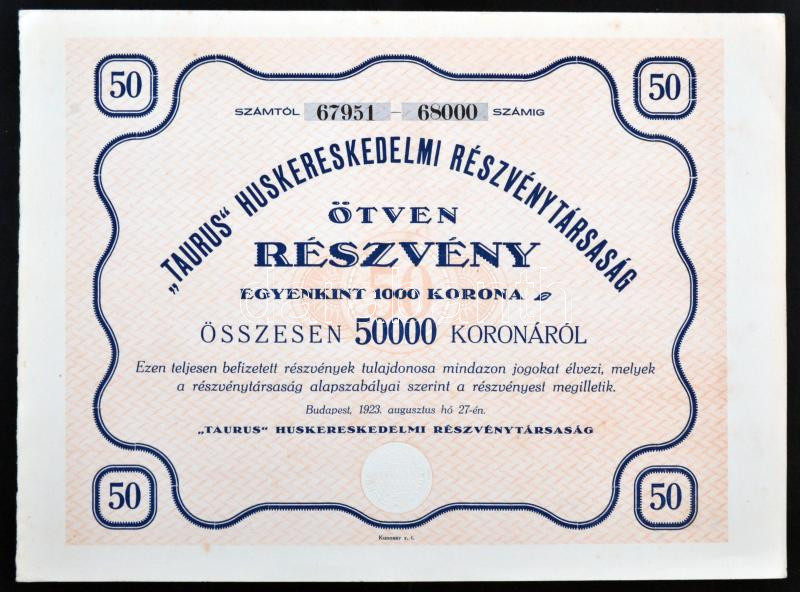 50
50
SZÁMTÓL 67951 — 68000 SZÁMIG
„TAURUS“ HUSKERESKEDELMI RÉSZVÉNYTÁRSASÁG
ÖTVEN
RÉSZVÉNY
50
EGYENKINT 1000 KORONA
ÖSSZESEN 50000 KORONÁRÓL
Ezen teljesen befizetett részvények tulajdonosa mindazon jogokat élvezi, melyek
a részvénytársaság alapszabályai szerint a részvényest megilletik.
Budapest, 1923. augusztus hó 27-én.
„TAURUS“ HUSKERESKEDELMI RÉSZVÉNYTÁRSASÁG
50
50